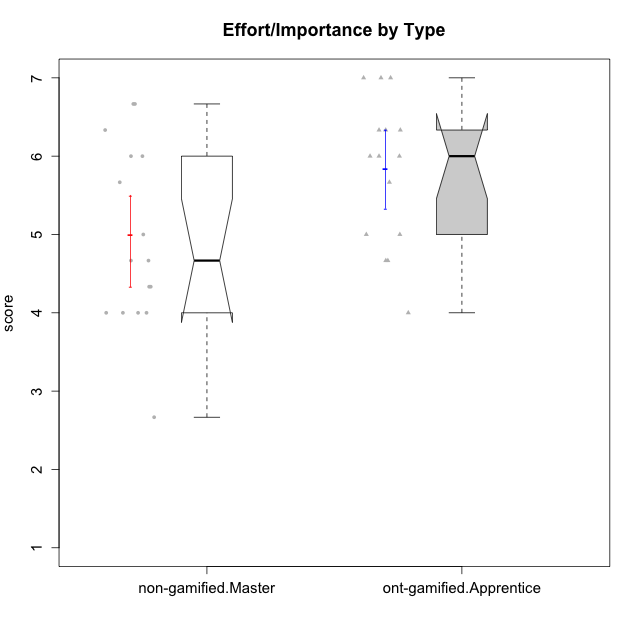 Effort/Importance by Type
score
7
6
5
4
3
2
1
non-gamified.Master
ont-gamified.Apprentice